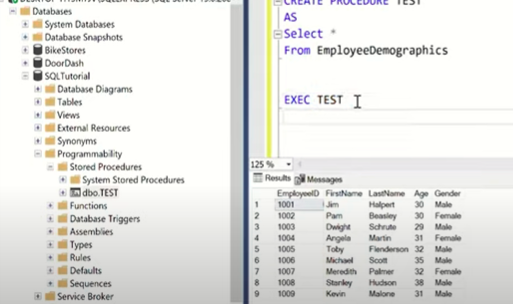 Databases
System Databases
Database Snapshots
BikeStores
DoorDash
SQLTutorial
Database Diagrams
Tables
Views
External Resources
Synonyms
Programmability
Stored Procedures
System Stored Procedures
dbo.TEST
Functions
Database Triggers
Assemblies
Types
Rules
Defaults
Sequences
Service Broker
CREATE PROCEDURE TEST
AS
Select *
From EmployeeDemographics
EXEC TEST
125 %
Results Messages
EmployeeID FirstName LastName Age Gender
1 1001 Jim Halpert 30 Male
2 1002 Pam Beasley 30 Female
3 1003 Dwight Schrute 29 Male
4 1004 Angela Martin 31 Female
5 1005 Toby Flenderson 32 Male
6 1006 Michael Scott 35 Male
7 1007 Meredith Palmer 32 Female
8 1008 Stanley Hudson 38 Male
9 1009 Kevin Malone 31 Male